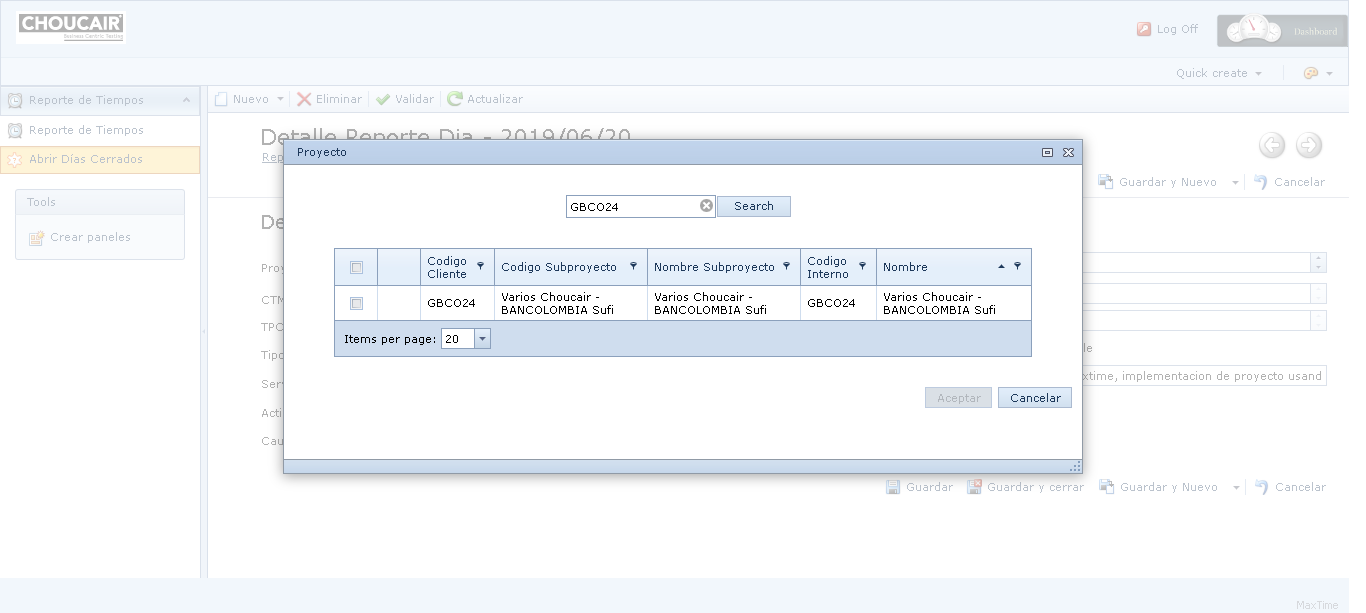 CHOUCAIR
Business Centric Testing
Log Off
Dashboard
Quick create
Reporte de Tiempos
Nuevo
Eliminar
Validar
Actualizar
Reporte de Tiempos
Abrir Días Cerrados
Detalle Reporte Dia - 2019/06/20
Rep
Guardar y Nuevo
Cancelar
Tools
Crear paneles
De
Proyecto
GBCO24
Search
Codigo Cliente
Codigo Subproyecto
Nombre Subproyecto
Codigo Interno
Nombre
GBCO24
Varios Choucair - BANCOLOMBIA Sufi
Varios Choucair - BANCOLOMBIA Sufi
GBCO24
Varios Choucair - BANCOLOMBIA Sufi
Items per page: 20
Aceptar
Cancelar
Proy
CTM
TPC
Tipo
le
Ser
xtime, implementacion de proyecto usand
Acti
Cau
Guardar
Guardar y cerrar
Guardar y Nuevo
Cancelar
MaxTime